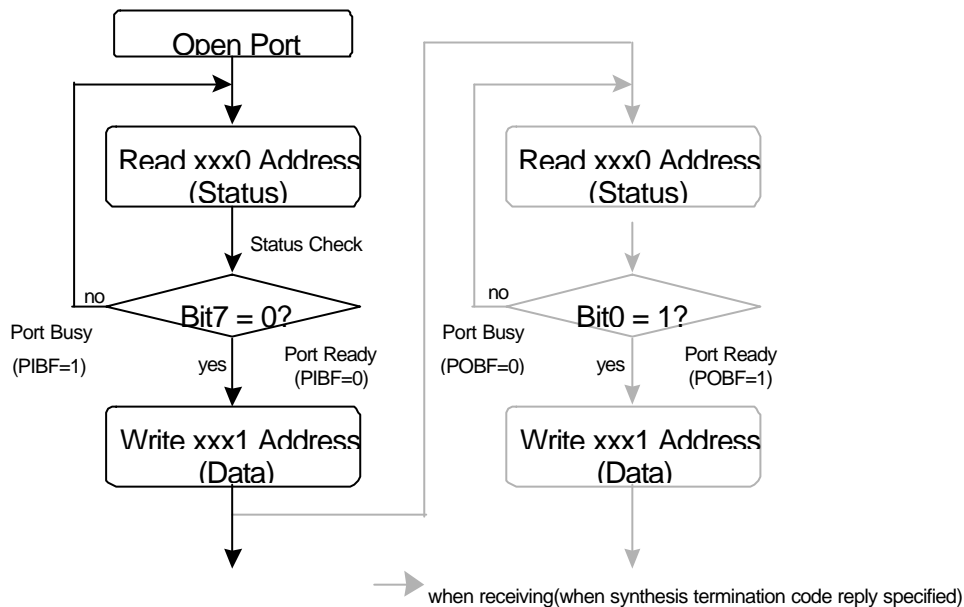 Open Port
Read xxx0 Address
(Status)
Status Check
Bit7 = 0?
no
Port Busy
(PIBF=1)
yes
Port Ready
(PIBF=0)
Write xxx1 Address
(Data)
Read xxx0 Address
(Status)
Bit0 = 1?
no
Port Busy
(POBF=0)
yes
Port Ready
(POBF=1)
Write xxx1 Address
(Data)
when receiving(when synthesis termination code reply specified)